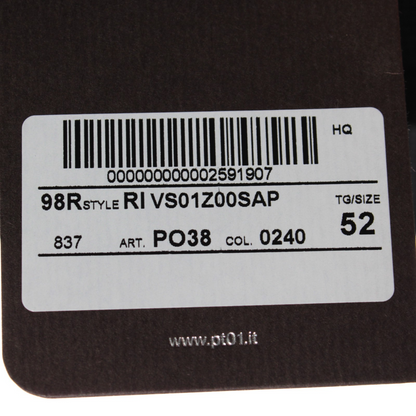 HQ
000000000002591907
98R STYLE RI VS01Z00SAP TG/SIZE
837 ART. PO38 COL. 0240 52
www.pt01.it